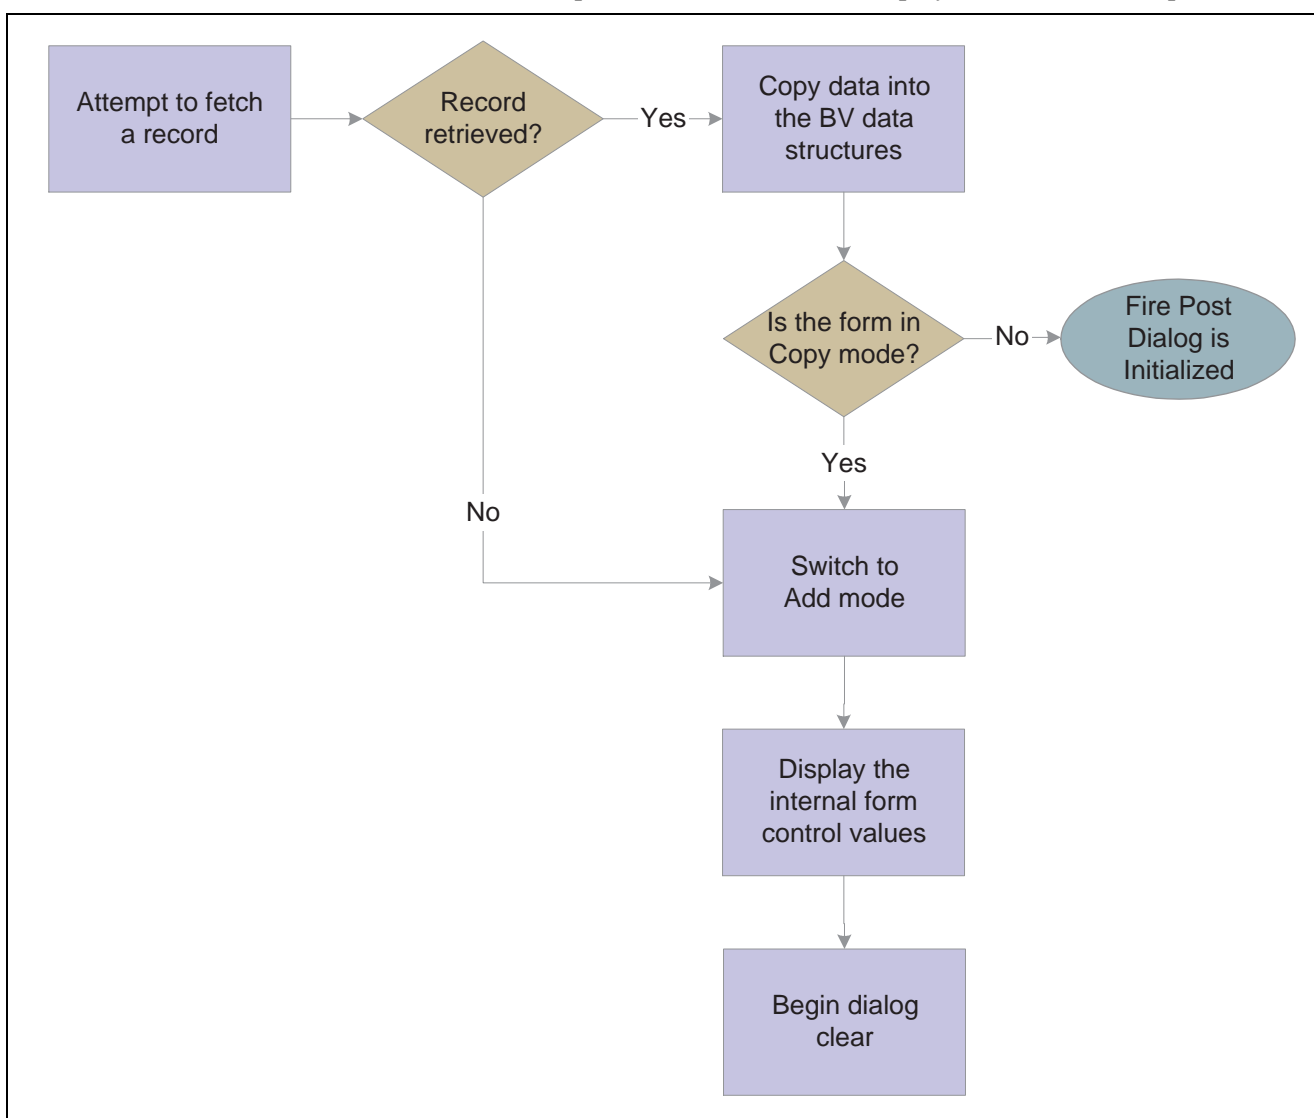 Attempt to fetch
a record
Record
retrieved?
Yes
Copy data into
the BV data
structures
Is the form in
Copy mode?
No
Fire Post
Dialog is
Initialized
Yes
No
Switch to
Add mode
Display the
internal form
control values
Begin dialog
clear